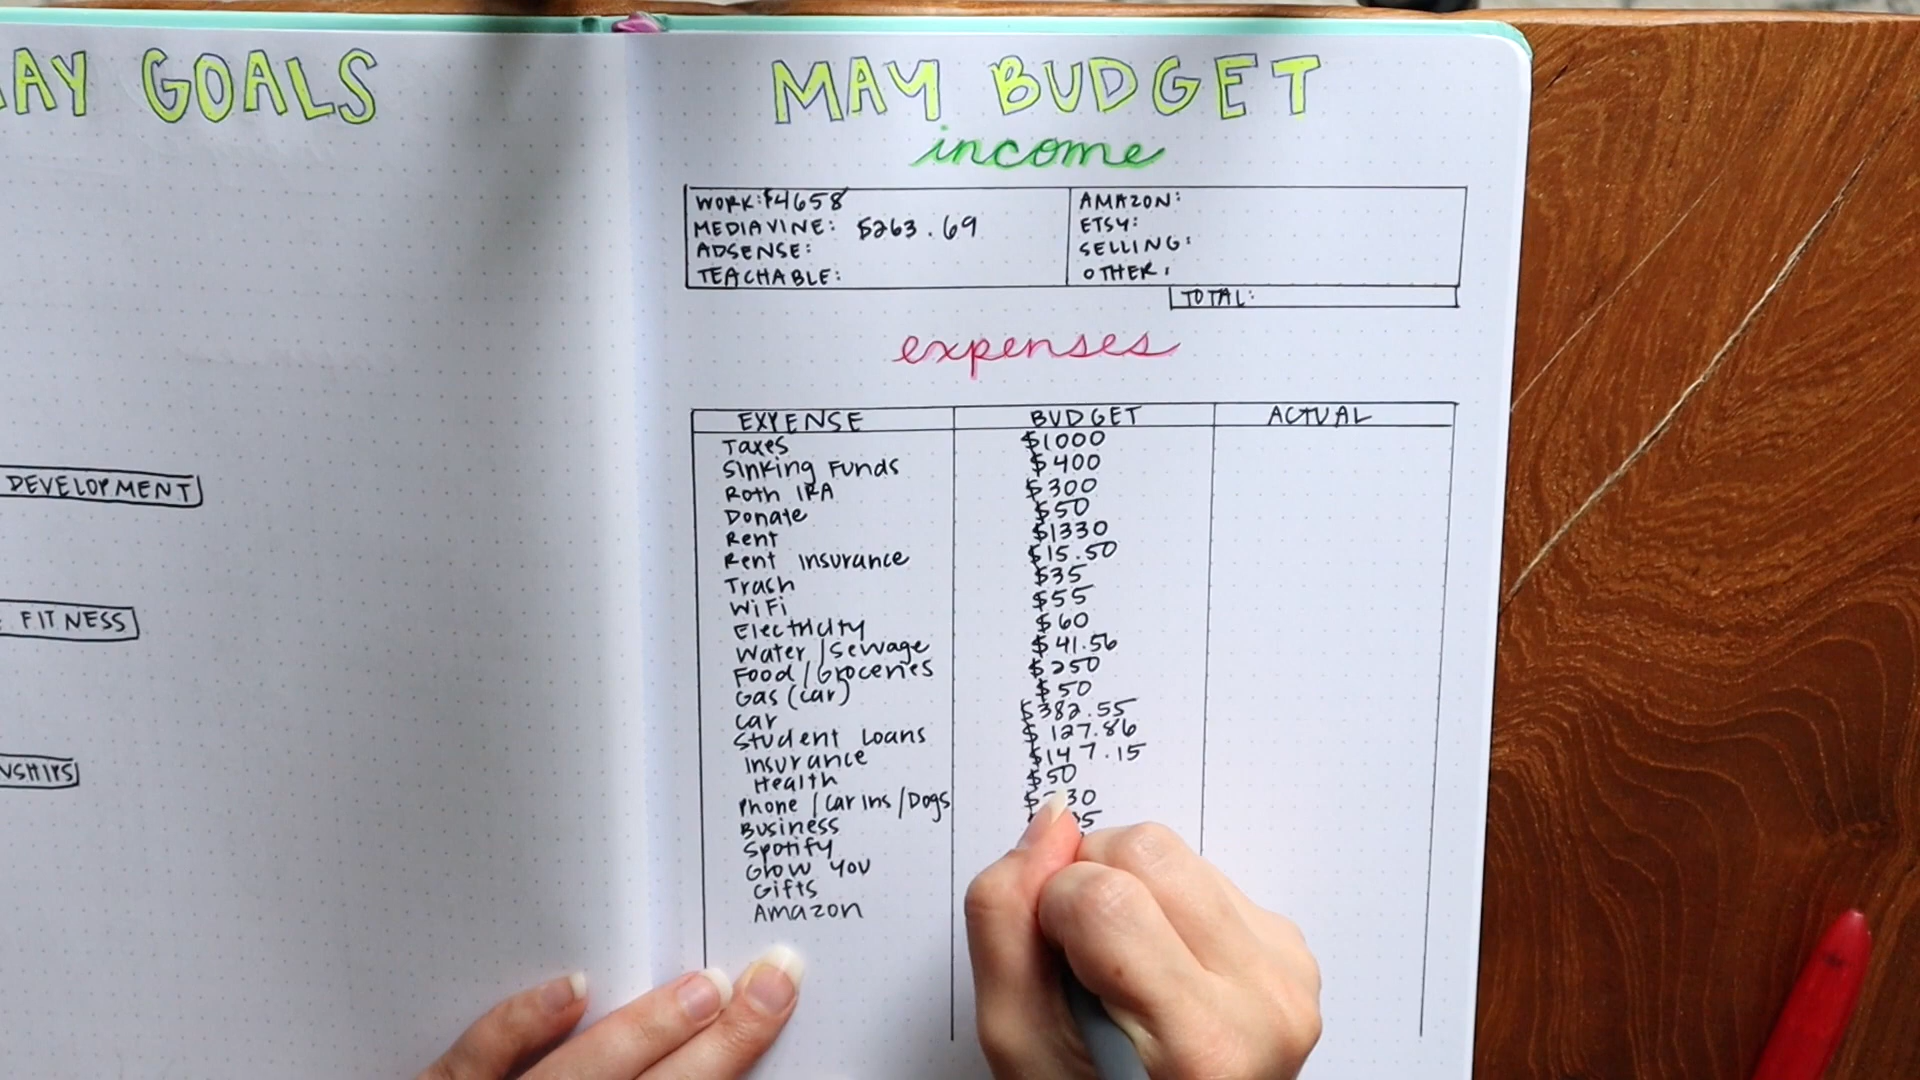 AY GOALS
DEVELOPMENT
: FITNESS
NSHIPS
MAY BUDGET
income
WORK: $4658
MEDIAVINE: $263.69
ADSENSE:
TEACHABLE:
AMAZON:
ETSY:
SELLING:
OTHER:
TOTAL:
expenses
EXPENSE BUDGET ACTUAL
Taxes $1000
Sinking Funds $400
Roth IRA $300
Donate $50
Rent $1330
Rent Insurance $15.50
Trash $35
WiFi $55
Electricity $60
Water/Sewage $41.56
Food/Groceries $250
Gas (car) $50
Car $382.55
Student Loans $127.86
Insurance $147.15
Health $50
Phone/Car Ins/Dogs
Business
Spotify
Grow You
Gifts
Amazon